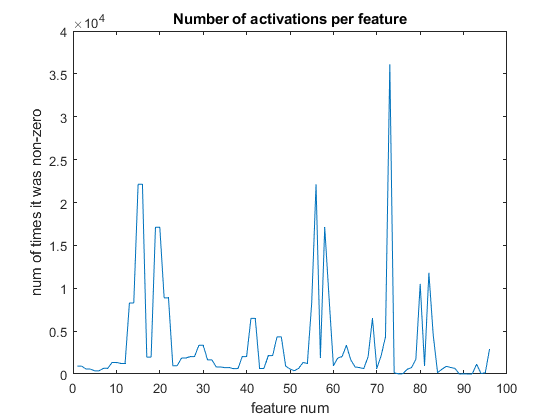 Number of activations per feature
×10⁴
4
3.5
3
2.5
2
1.5
1
0.5
0
num of times it was non-zero
0 10 20 30 40 50 60 70 80 90 100
feature num